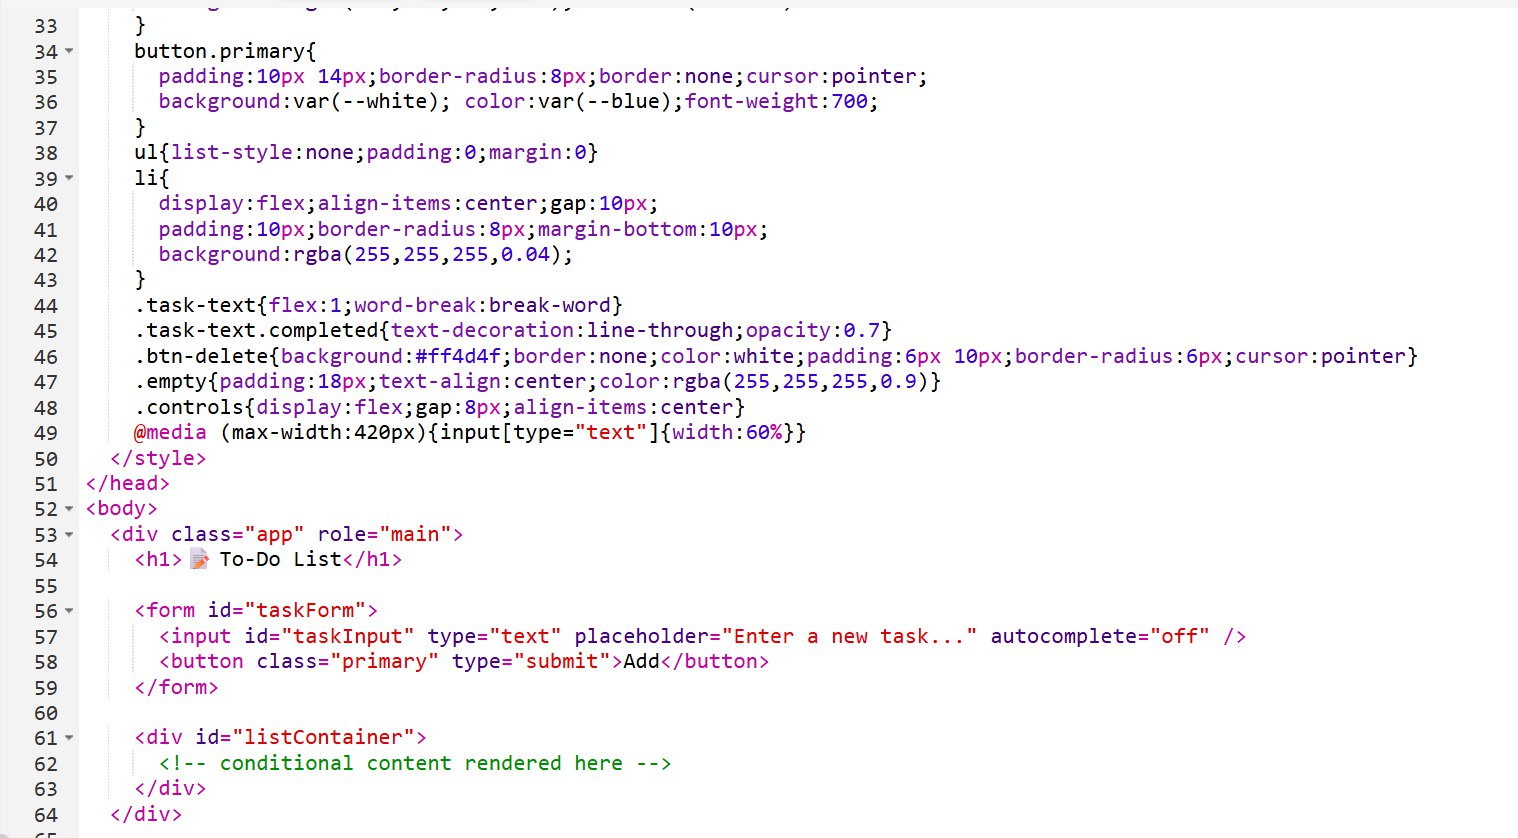 33 }
34 button.primary{
35 padding:10px 14px;border-radius:8px;border:none;cursor:pointer;
36 background:var(--white); color:var(--blue);font-weight:700;
37 }
38 ul{list-style:none;padding:0;margin:0}
39 li{
40 display:flex;align-items:center;gap:10px;
41 padding:10px;border-radius:8px;margin-bottom:10px;
42 background:rgba(255,255,255,0.04);
43 }
44 .task-text{flex:1;word-break:break-word}
45 .task-text.completed{text-decoration:line-through;opacity:0.7}
46 .btn-delete{background:#ff4d4f;border:none;color:white;padding:6px 10px;border-radius:6px;cursor:pointer}
47 .empty{padding:18px;text-align:center;color:rgba(255,255,255,0.9)}
48 .controls{display:flex;gap:8px;align-items:center}
49 @media (max-width:420px){input[type="text"]{width:60%}}
50 </style>
51 </head>
52 <body>
53 <div class="app" role="main">
54 <h1>📝 To-Do List</h1>
55
56 <form id="taskForm">
57 <input id="taskInput" type="text" placeholder="Enter a new task..." autocomplete="off" />
58 <button class="primary" type="submit">Add</button>
59 </form>
60
61 <div id="listContainer">
62 <!-- conditional content rendered here -->
63 </div>
64 </div>